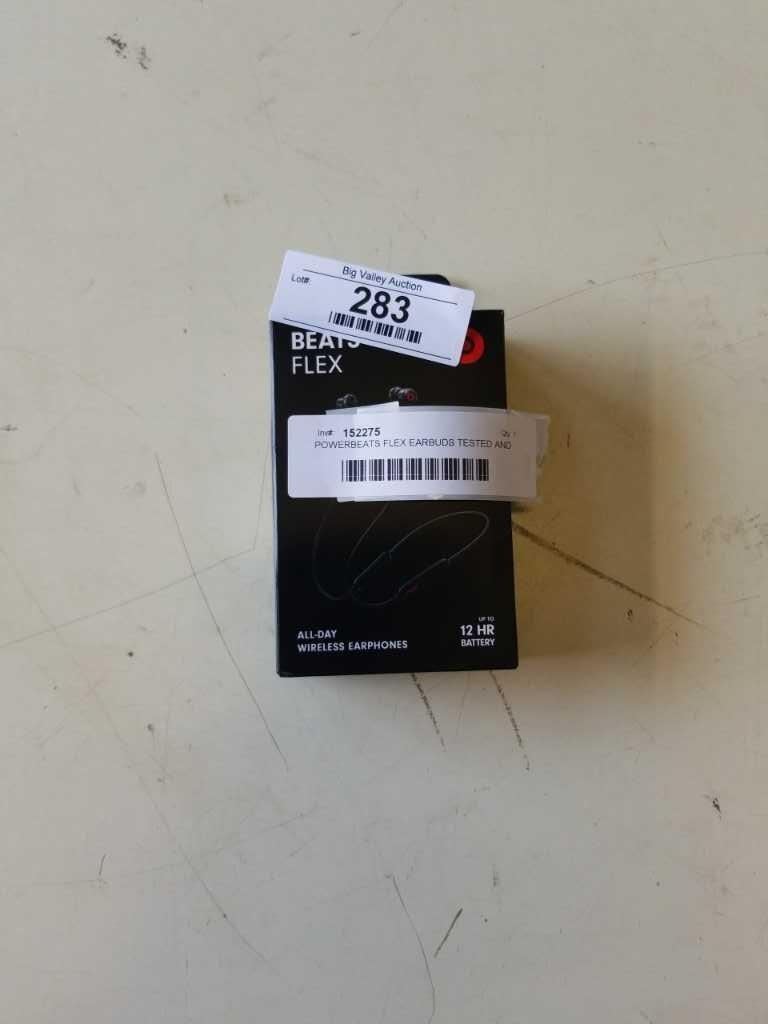 Big Valley Auction
Lot#:
283
BEATS
FLEX
Inv#: 152275 Qty 1
POWERBEATS FLEX EARBUDS TESTED AND
ALL-DAY
WIRELESS EARPHONES
UP TO
12 HR
BATTERY